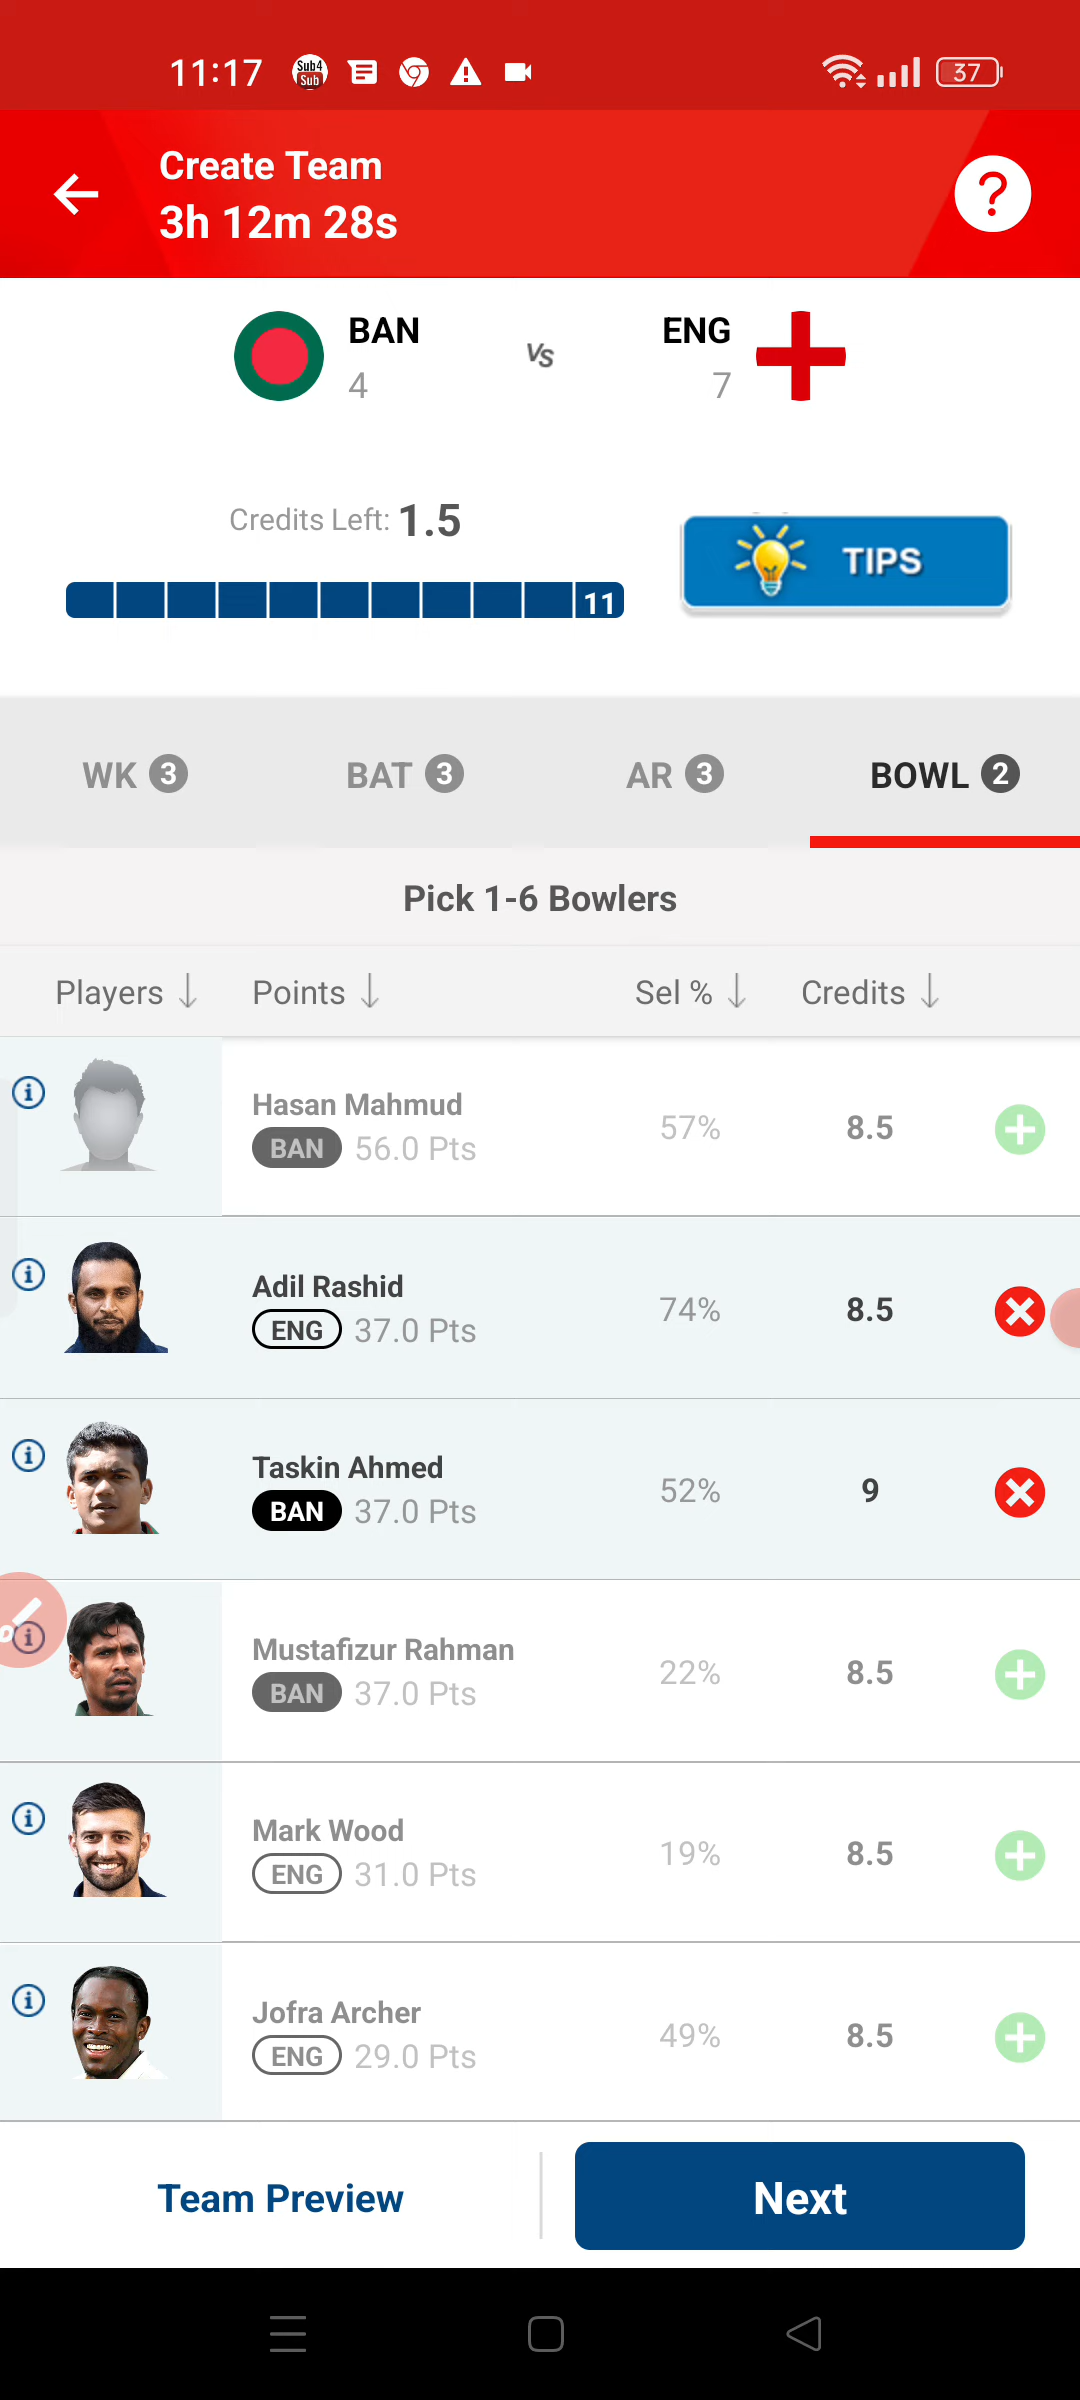 11:17 Sub4 Sub 37
Create Team
3h 12m 28s
?
BAN VS ENG
4 7
Credits Left: 1.5
TIPS
11
WK 3 BAT 3 AR 3 BOWL 2
Pick 1-6 Bowlers
Players ↓ Points ↓ Sel % ↓ Credits ↓
Hasan Mahmud
BAN 56.0 Pts 57% 8.5
Adil Rashid
ENG 37.0 Pts 74% 8.5
Taskin Ahmed
BAN 37.0 Pts 52% 9
Mustafizur Rahman
BAN 37.0 Pts 22% 8.5
Mark Wood
ENG 31.0 Pts 19% 8.5
Jofra Archer
ENG 29.0 Pts 49% 8.5
Team Preview Next